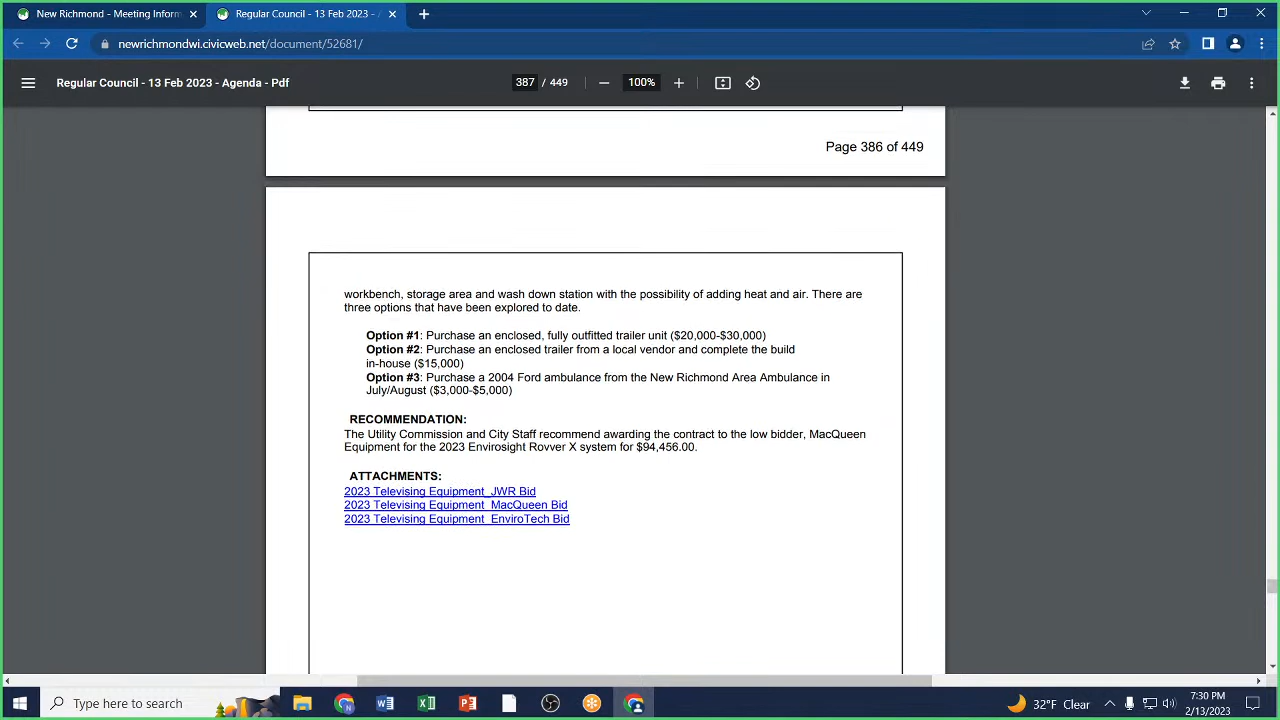 New Richmond - Meeting Inform
Regular Council - 13 Feb 2023 - A
newrichmondwi.civicweb.net/document/52681/
Regular Council - 13 Feb 2023 - Agenda - Pdf
387 / 449
100%
Page 386 of 449
workbench, storage area and wash down station with the possibility of adding heat and air. There are
three options that have been explored to date.
Option #1: Purchase an enclosed, fully outfitted trailer unit ($20,000-$30,000)
Option #2: Purchase an enclosed trailer from a local vendor and complete the build
in-house ($15,000)
Option #3: Purchase a 2004 Ford ambulance from the New Richmond Area Ambulance in
July/August ($3,000-$5,000)
RECOMMENDATION:
The Utility Commission and City Staff recommend awarding the contract to the low bidder, MacQueen
Equipment for the 2023 Envirosight Rovver X system for $94,456.00.
ATTACHMENTS:
2023 Televising Equipment_JWR Bid
2023 Televising Equipment_MacQueen Bid
2023 Televising Equipment_EnviroTech Bid
Type here to search
32°F Clear
7:30 PM
2/13/2023